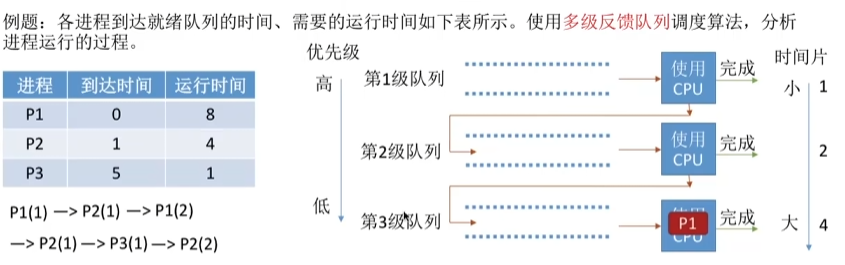 例题：各进程到达就绪队列的时间、需要的运行时间如下表所示。使用多级反馈队列调度算法，分析
进程运行的过程。
进程 到达时间 运行时间
P1 0 8
P2 1 4
P3 5 1
P1(1) —> P2(1) —> P1(2)
—> P2(1) —> P3(1) —> P2(2)
优先级
高
低
第1级队列
使用
CPU
完成
第2级队列
使用
CPU
完成
第3级队列
P1
CPU
完成
时间片
小 1
2
大 4